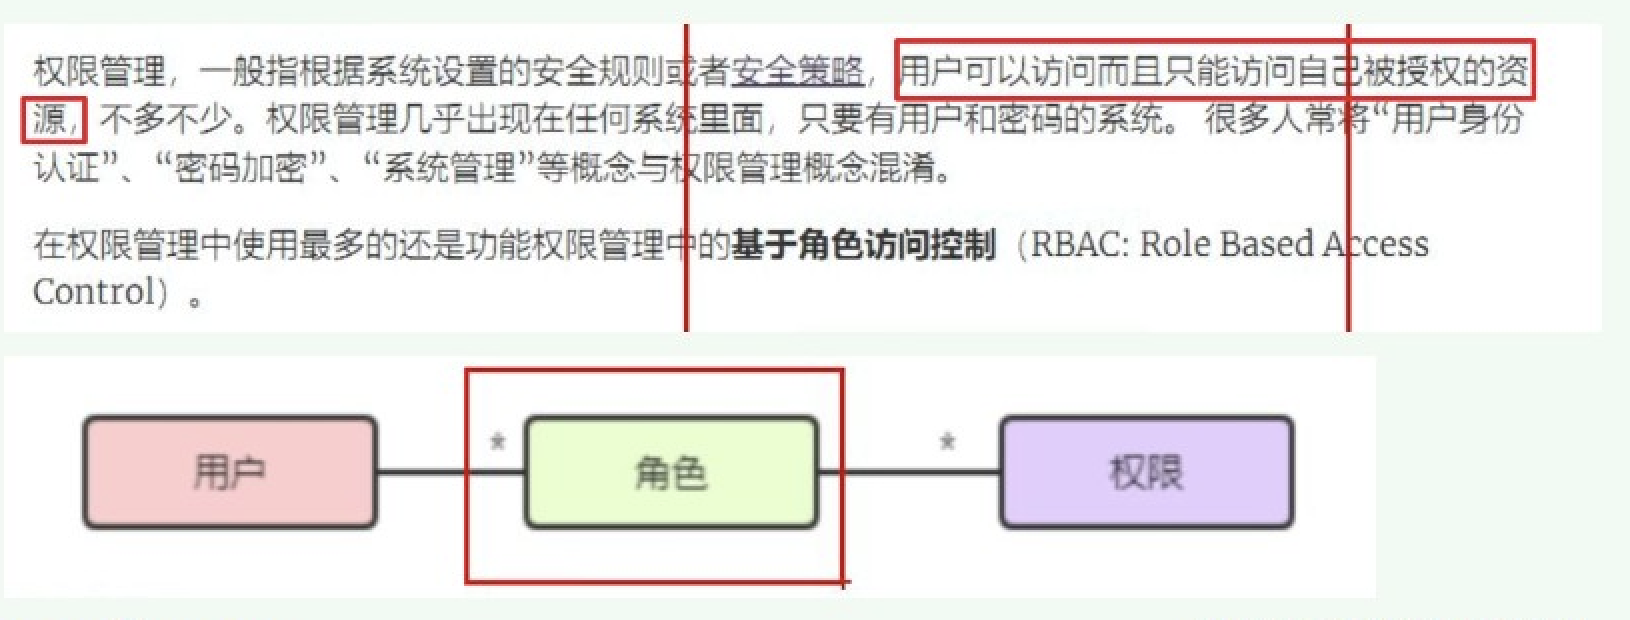 权限管理，一般指根据系统设置的安全规则或者安全策略，用户可以访问而且只能访问自己被授权的资
源，不多不少。权限管理几乎出现在任何系统里面，只要有用户和密码的系统。 很多人常将“用户身份
认证”、“密码加密”、“系统管理”等概念与权限管理概念混淆。
在权限管理中使用最多的还是功能权限管理中的基于角色访问控制（RBAC: Role Based Access
Control）。
用户
*
角色
*
权限